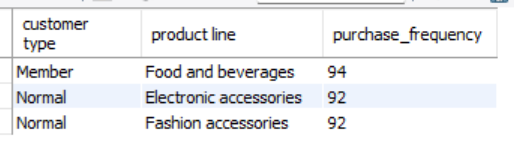 customer type product line purchase_frequency
Member Food and beverages 94
Normal Electronic accessories 92
Normal Fashion accessories 92